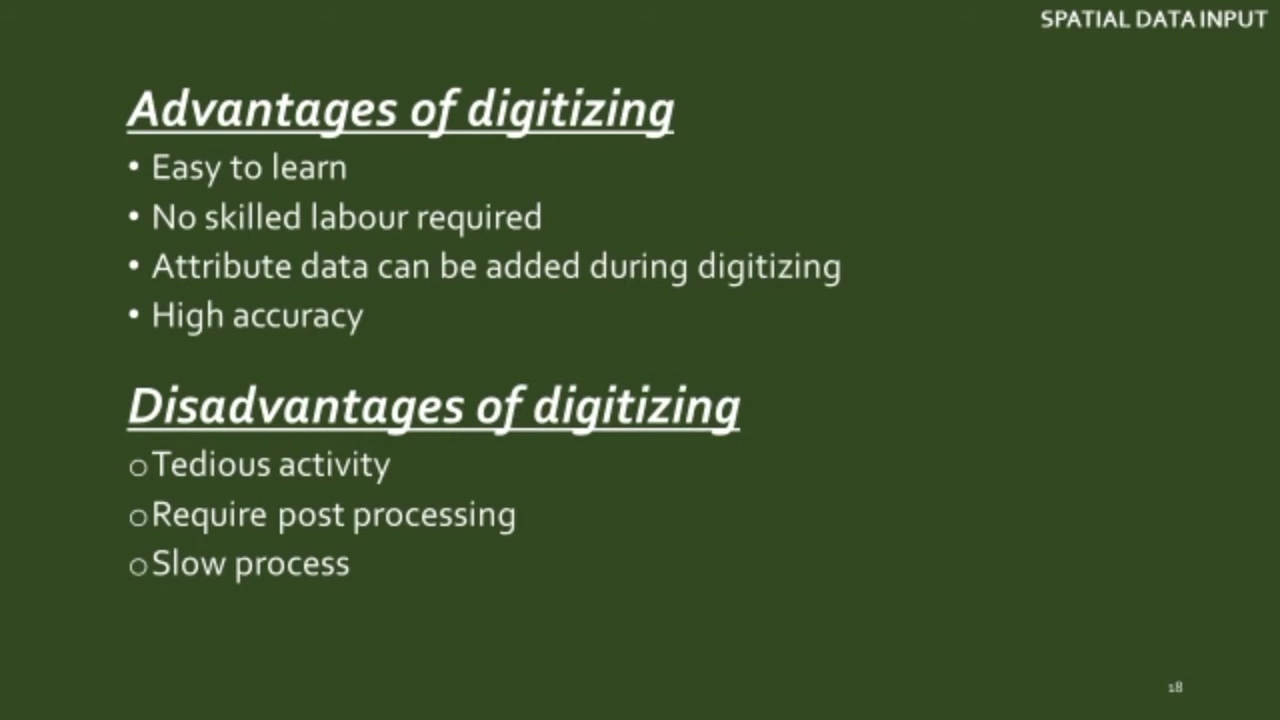 SPATIAL DATA INPUT
Advantages of digitizing
• Easy to learn
• No skilled labour required
• Attribute data can be added during digitizing
• High accuracy
Disadvantages of digitizing
○ Tedious activity
○ Require post processing
○ Slow process
18